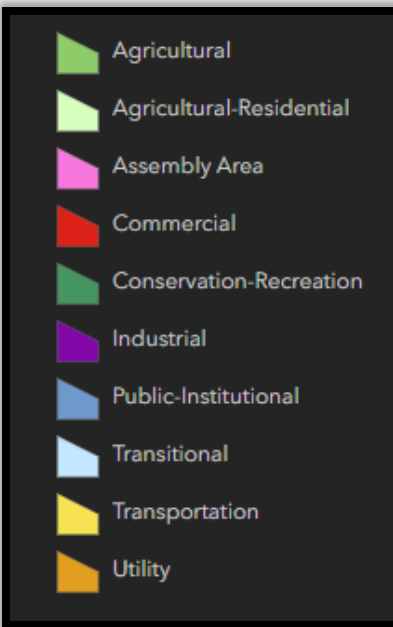 Agricultural
Agricultural-Residential
Assembly Area
Commercial
Conservation-Recreation
Industrial
Public-Institutional
Transitional
Transportation
Utility